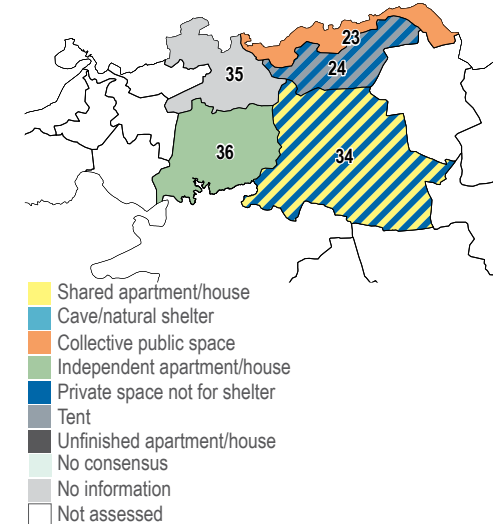 23
24
35
36
34
Shared apartment/house
Cave/natural shelter
Collective public space
Independent apartment/house
Private space not for shelter
Tent
Unfinished apartment/house
No consensus
No information
Not assessed